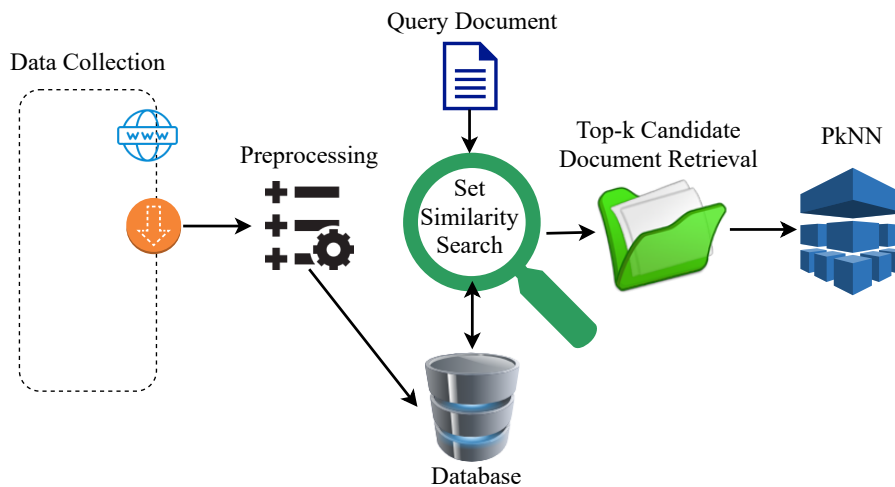 Query Document
Data Collection
WWW
Preprocessing
Set
Similarity
Search
Top-k Candidate
Document Retrieval
PkNN
Database